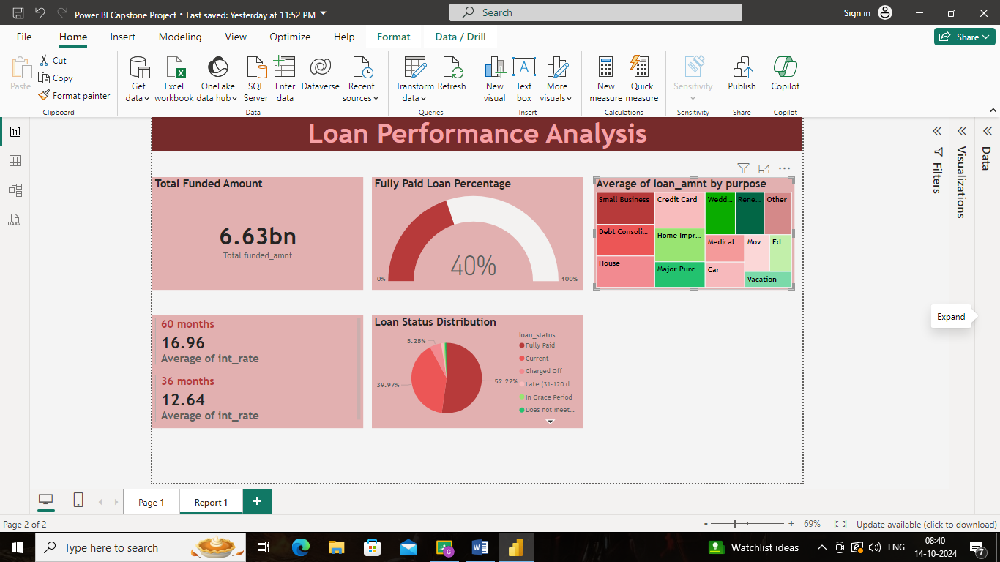 Power BI Capstone Project • Last saved: Yesterday at 11:52 PM
Search
Sign in
File Home Insert Modeling View Optimize Help Format Data / Drill
Share
Paste
Cut
Copy
Format painter
Get data
Excel workbook
OneLake data hub
SQL Server
Enter data
Dataverse
Recent sources
Transform data
Refresh
New visual
Text box
More visuals
New measure
Quick measure
Sensitivity
Publish
Copilot
Clipboard
Data
Queries
Insert
Calculations
Sensitivity
Share
Copilot
DAX
Loan Performance Analysis
Total Funded Amount
6.63bn
Total funded_amnt
Fully Paid Loan Percentage
40%
0%
100%
Average of loan_amnt by purpose
Small Business
Debt Consoli...
House
Credit Card
Home Impr...
Major Purc...
Wedd...
Rene...
Other
Medical
Car
Mov...
Ed...
Vacation
60 months
16.96
Average of int_rate
36 months
12.64
Average of int_rate
Loan Status Distribution
5.25%
39.97%
52.22%
loan_status
Fully Paid
Current
Charged Off
Late (31-120 d...
In Grace Period
Does not meet...
Filters
Visualizations
Data
Expand
Page 1
Report 1
Page 2 of 2
- + 69%
Update available (click to download)
Type here to search
Watchlist ideas
ENG
08:40
14-10-2024
7